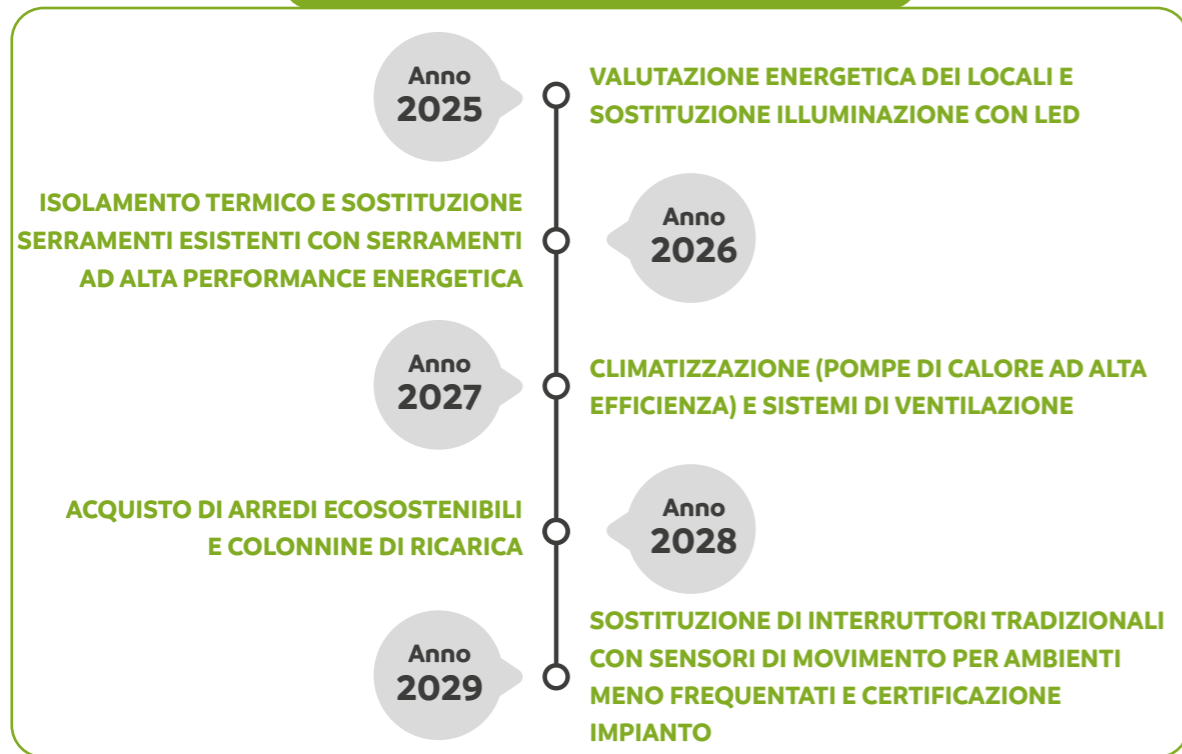 Anno
2025
VALUTAZIONE ENERGETICA DEI LOCALI E
SOSTITUZIONE ILLUMINAZIONE CON LED
ISOLAMENTO TERMICO E SOSTITUZIONE
SERRAMENTI ESISTENTI CON SERRAMENTI
AD ALTA PERFORMANCE ENERGETICA
Anno
2026
Anno
2027
CLIMATIZZAZIONE (POMPE DI CALORE AD ALTA
EFFICIENZA) E SISTEMI DI VENTILAZIONE
ACQUISTO DI ARREDI ECOSOSTENIBILI
E COLONNINE DI RICARICA
Anno
2028
Anno
2029
SOSTITUZIONE DI INTERRUTTORI TRADIZIONALI
CON SENSORI DI MOVIMENTO PER AMBIENTI
MENO FREQUENTATI E CERTIFICAZIONE
IMPIANTO